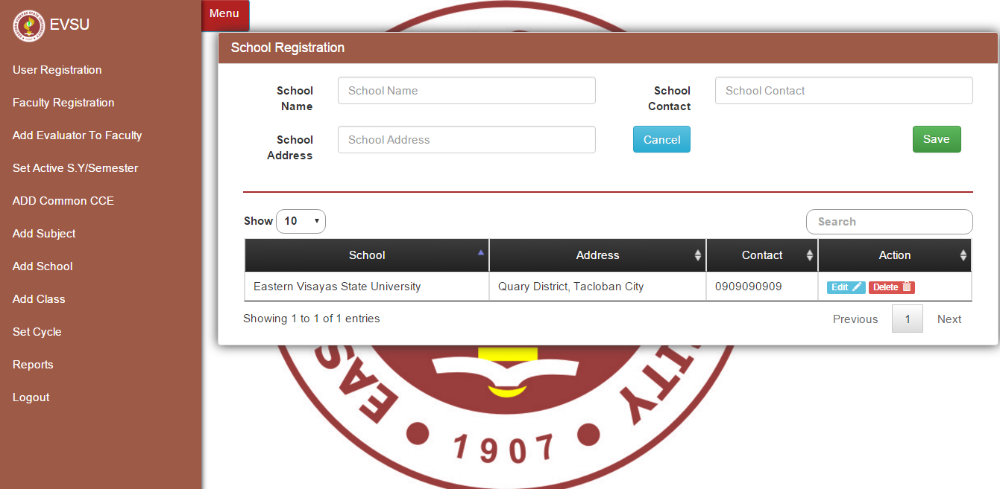 EVSU
Menu
User Registration
Faculty Registration
Add Evaluator To Faculty
Set Active S.Y/Semester
ADD Common CCE
Add Subject
Add School
Add Class
Set Cycle
Reports
Logout
School Registration
School Name
School Name
School Contact
School Contact
School Address
School Address
Cancel
Save
Show 10
Search
School Address Contact Action
Eastern Visayas State University Quary District, Tacloban City 0909090909 Edit Delete
Showing 1 to 1 of 1 entries
Previous 1 Next
EAS
ITY
1907